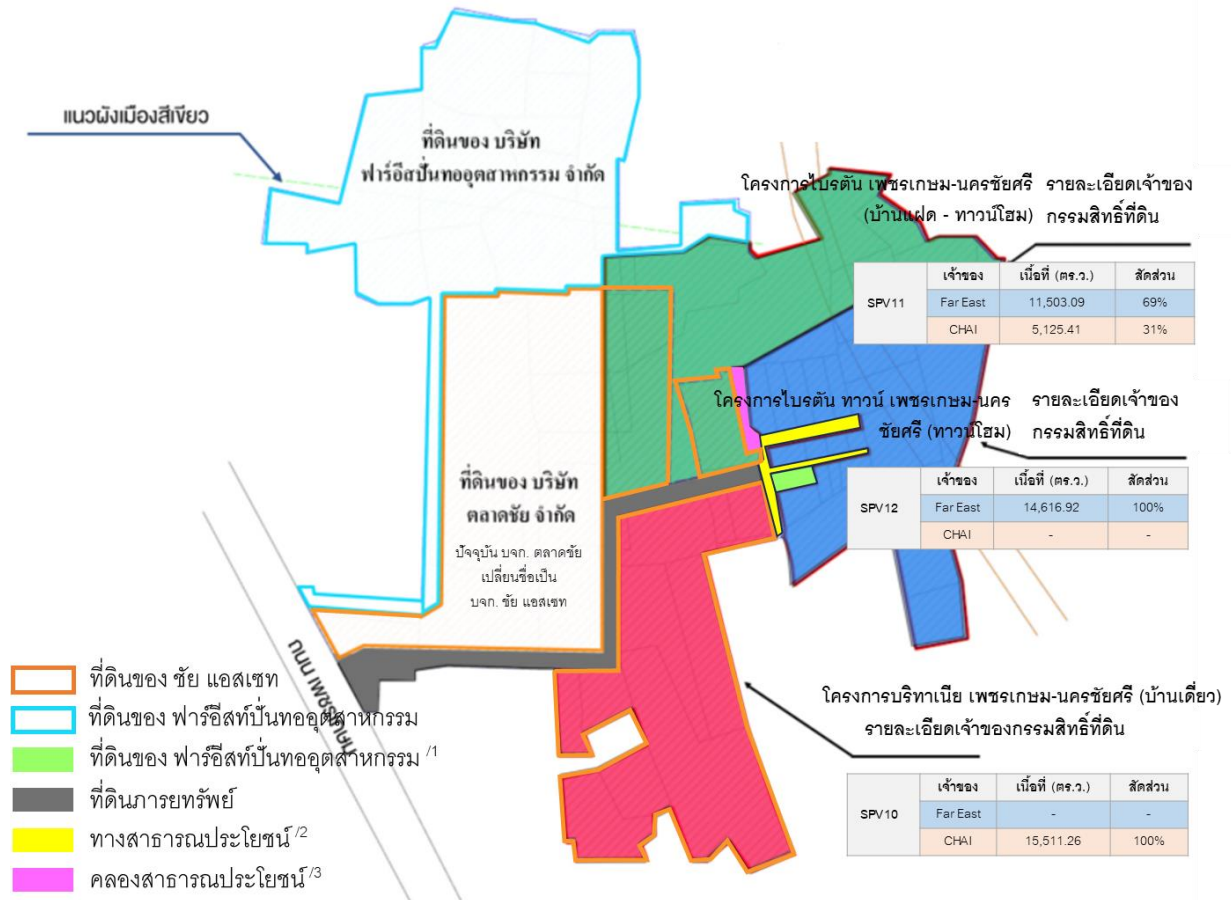 แนวผังเมืองสีเขียว
ที่ดินของ บริษัท
ฟาร์อีสปั่นทออุตสาหกรรม จำกัด
โครงการไบรตัน เพชรเกษม-นครชัยศรี
(บ้านแฝด - ทาวน์โฮม)
รายละเอียดเจ้าของ
กรรมสิทธิ์ที่ดิน
เจ้าของ เนื้อที่ (ตร.ว.) สัดส่วน
SPV11 Far East 11,503.09 69%
CHAI 5,125.41 31%
โครงการไบรตัน ทาวน์ เพชรเกษม-นคร
ชัยศรี (ทาวน์โฮม)
รายละเอียดเจ้าของ
กรรมสิทธิ์ที่ดิน
เจ้าของ เนื้อที่ (ตร.ว.) สัดส่วน
SPV12 Far East 14,616.92 100%
CHAI - -
ที่ดินของ บริษัท
ตลาดชัย จำกัด
ปัจจุบัน บจก. ตลาดชัย
เปลี่ยนชื่อเป็น
บจก. ชัย แอสเซท
ถนน เพชรเกษม
โครงการบริทาเนีย เพชรเกษม-นครชัยศรี (บ้านเดี่ยว)
รายละเอียดเจ้าของกรรมสิทธิ์ที่ดิน
เจ้าของ เนื้อที่ (ตร.ว.) สัดส่วน
SPV10 Far East - -
CHAI 15,511.26 100%
ที่ดินของ ชัย แอสเซท
ที่ดินของ ฟาร์อีสท์ปั่นทออุตสาหกรรม
ที่ดินของ ฟาร์อีสท์ปั่นทออุตสาหกรรม /1
ที่ดินภารยทรัพย์
ทางสาธารณประโยชน์ /2
คลองสาธารณประโยชน์ /3